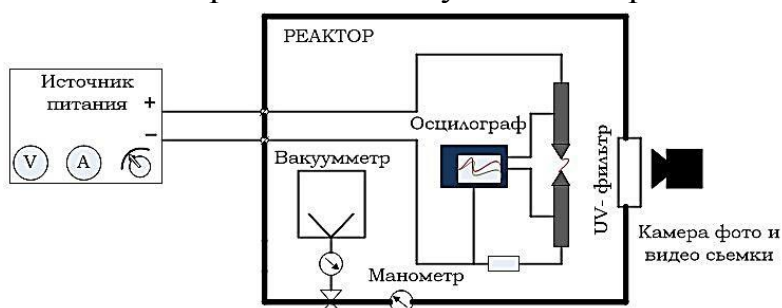 РЕАКТОР
Источник
питания
+
−
V
A
Осцилограф
Вакуумметр
Манометр
UV- фильтр
Камера фото и
видео сьемки